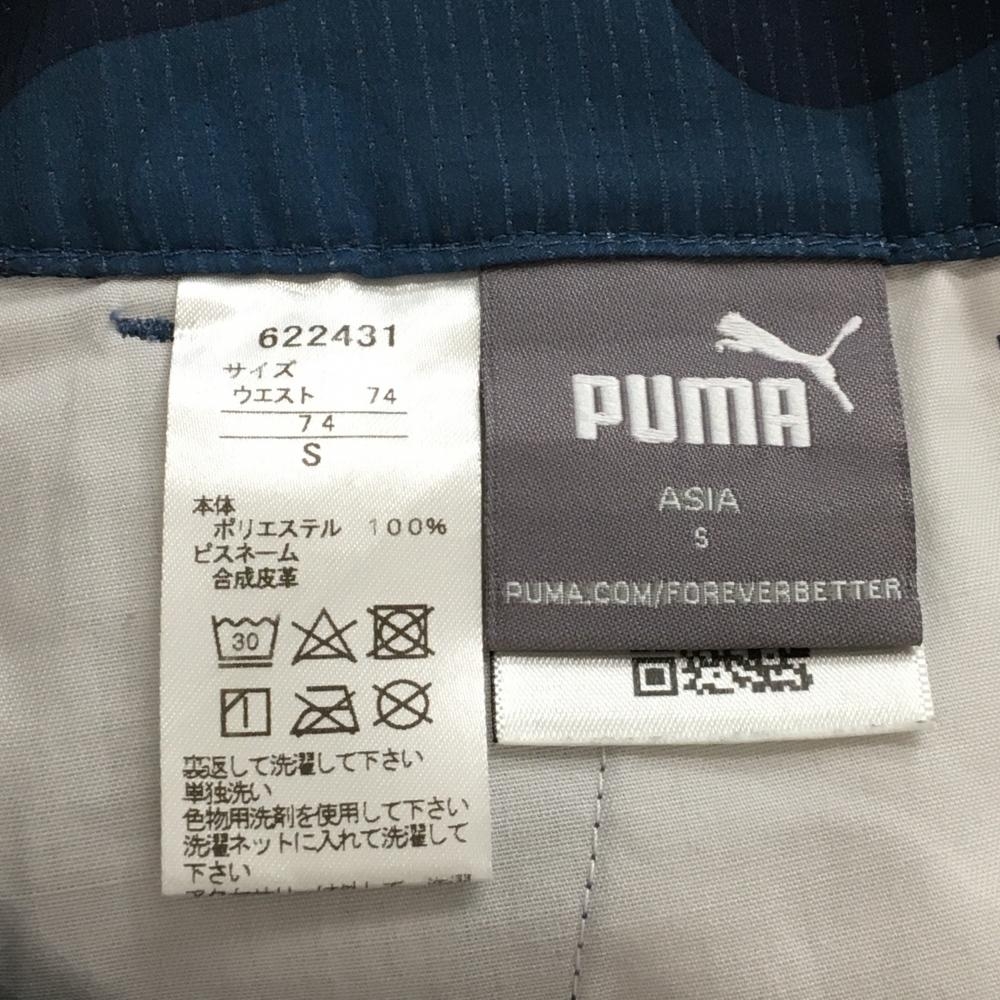 622431
サイズ
ウエスト 74
74
S
本体
ポリエステル 100%
ピスネーム
合成皮革
30
裏返して洗濯して下さい
単独洗い
色物用洗剤を使用して下さい
洗濯ネットに入れて洗濯して
下さい
PUMA
ASIA
S
PUMA.COM/FOREVERBETTER